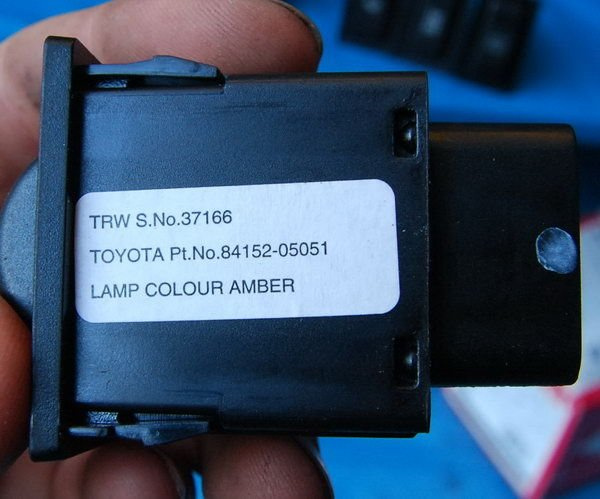 TRW S.No.37166
TOYOTA Pt.No.84152-05051
LAMP COLOUR AMBER